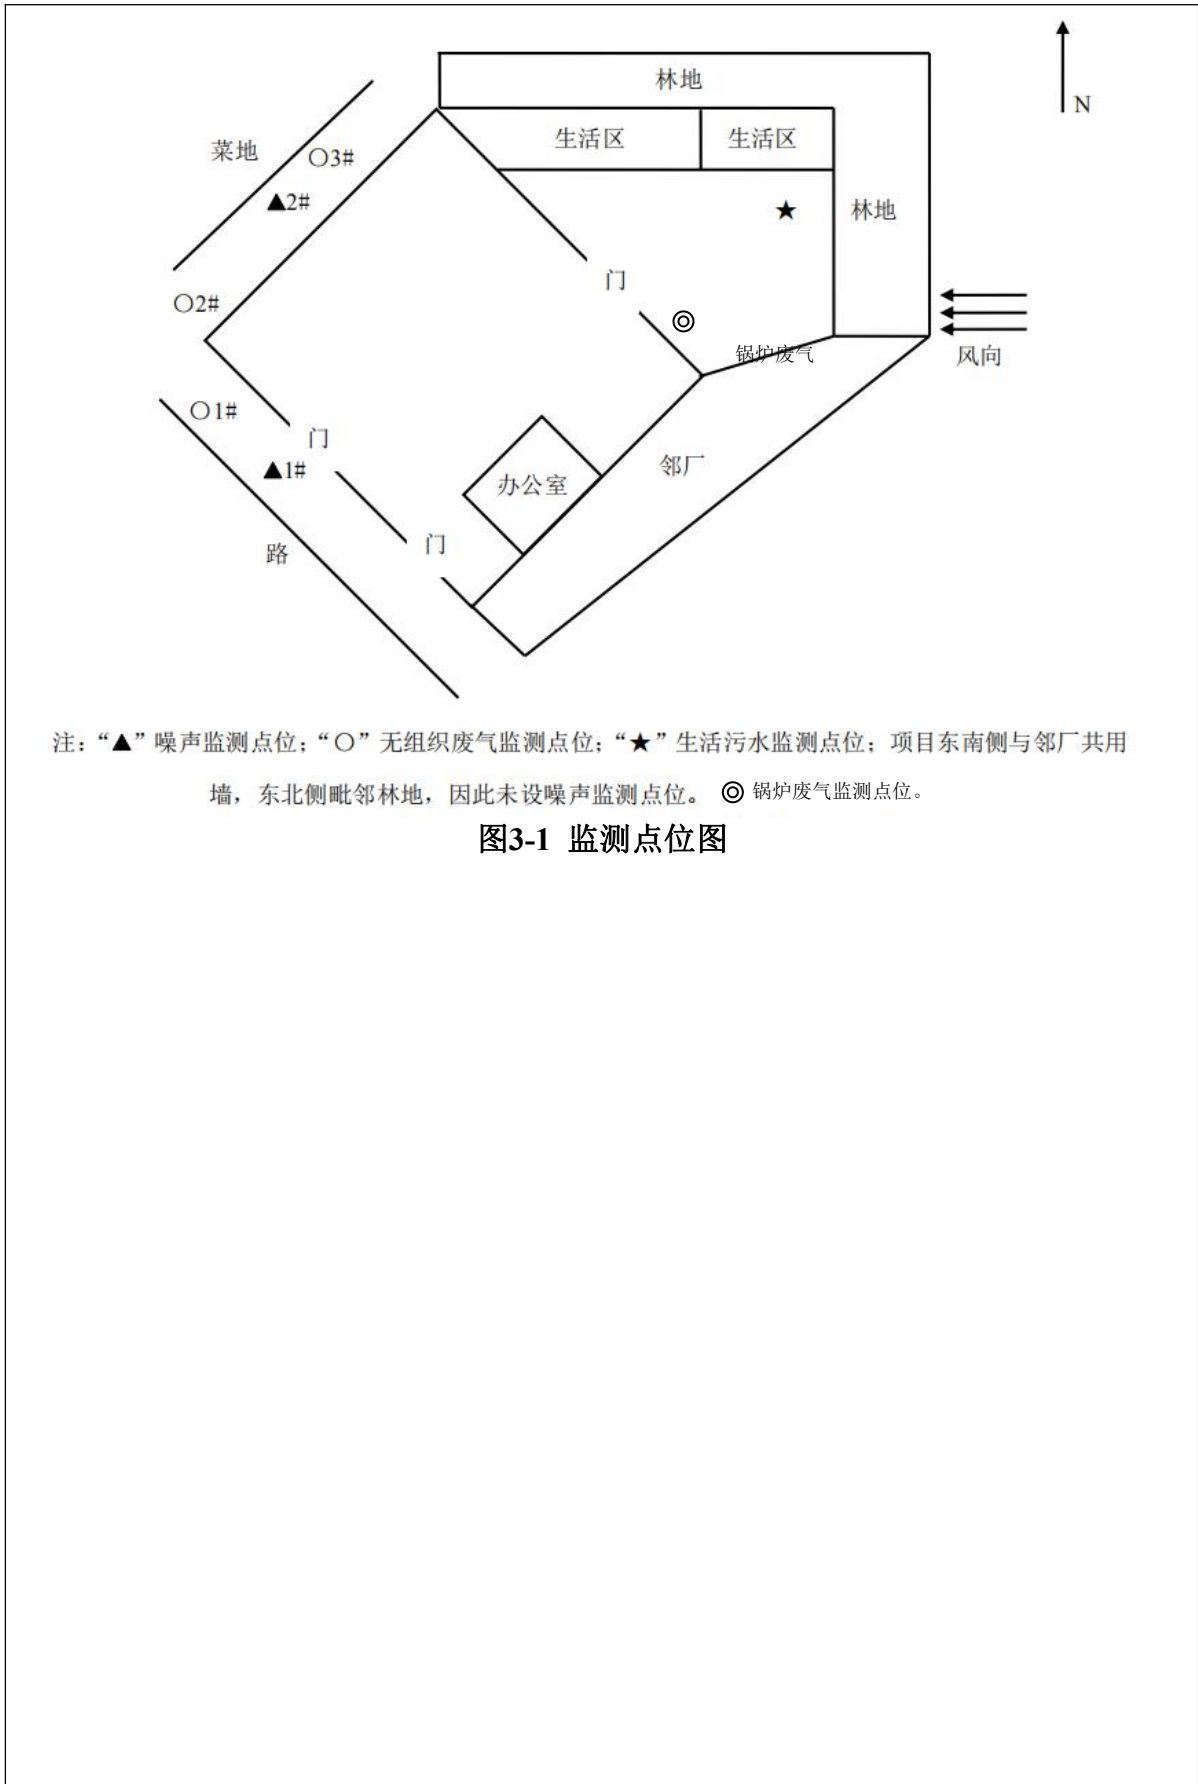 林地
N
生活区
生活区
菜地
○3#
▲2#
★
林地
门
○2#
◎
锅炉废气
风向
○1#
门
▲1#
邻厂
办公室
门
路
注：“▲”噪声监测点位；“○”无组织废气监测点位；“★”生活污水监测点位；项目东南侧与邻厂共用
墙，东北侧毗邻林地，因此未设噪声监测点位。 ◎ 锅炉废气监测点位。
图3-1 监测点位图